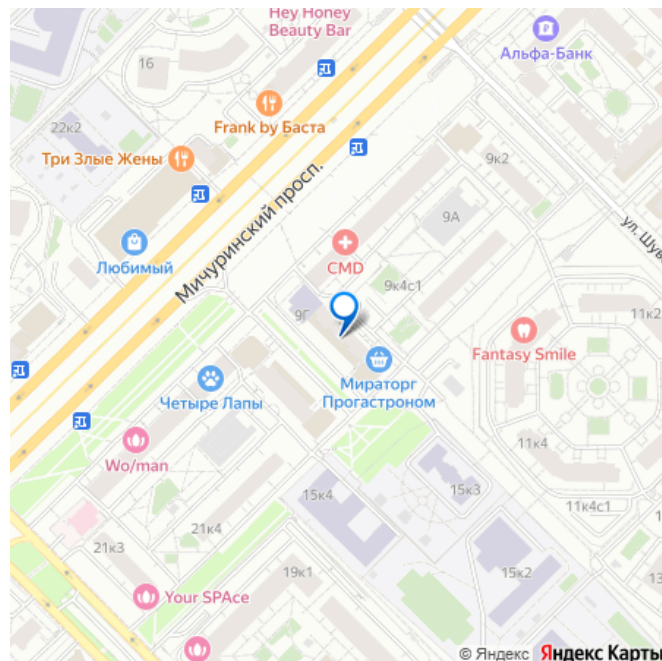 Hey Honey
Beauty Bar
Альфа-Банк
16
Frank by Баста
22к2
Три Злые Жены
9к2
9А
ул. Шув
Мичуринский просп.
CMD
Любимый
9к4с1
9Г
11к2
Fantasy Smile
Мираторг
Прогастроном
Четыре Лапы
Wo/man
11к4
15к4
15к3
11к4с1
21к4
21к3
19к1
15к2
Your SPAce
© Яндекс Яндекс Карты